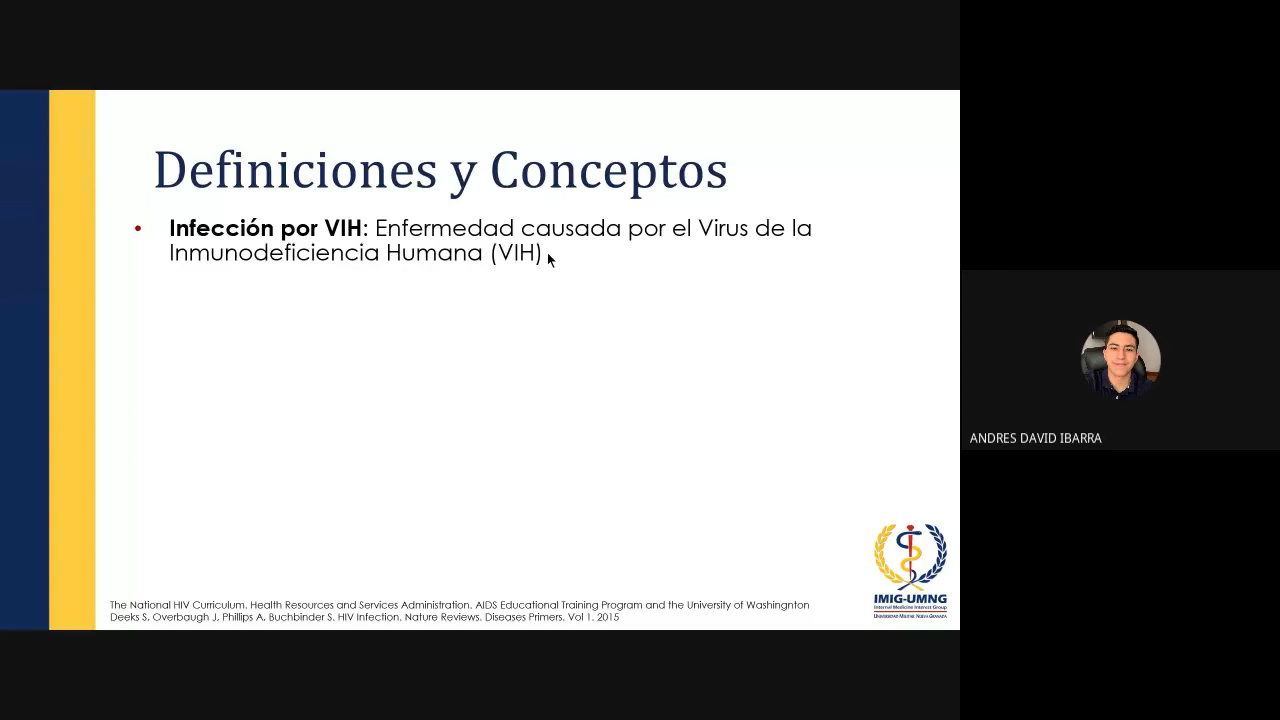 Definiciones y Conceptos
• Infección por VIH: Enfermedad causada por el Virus de la
Inmunodeficiencia Humana (VIH)
ANDRES DAVID IBARRA
IMIG-UMNG
Internal Medicine Interest Group
Universidad Militar Nueva Granada
The National HIV Curriculum. Health Resources and Services Administration. AIDS Educational Training Program and the University of Washingnton
Deeks S, Overbaugh J, Phillips A, Buchbinder S. HIV Infection. Nature Reviews. Diseases Primers. Vol 1. 2015